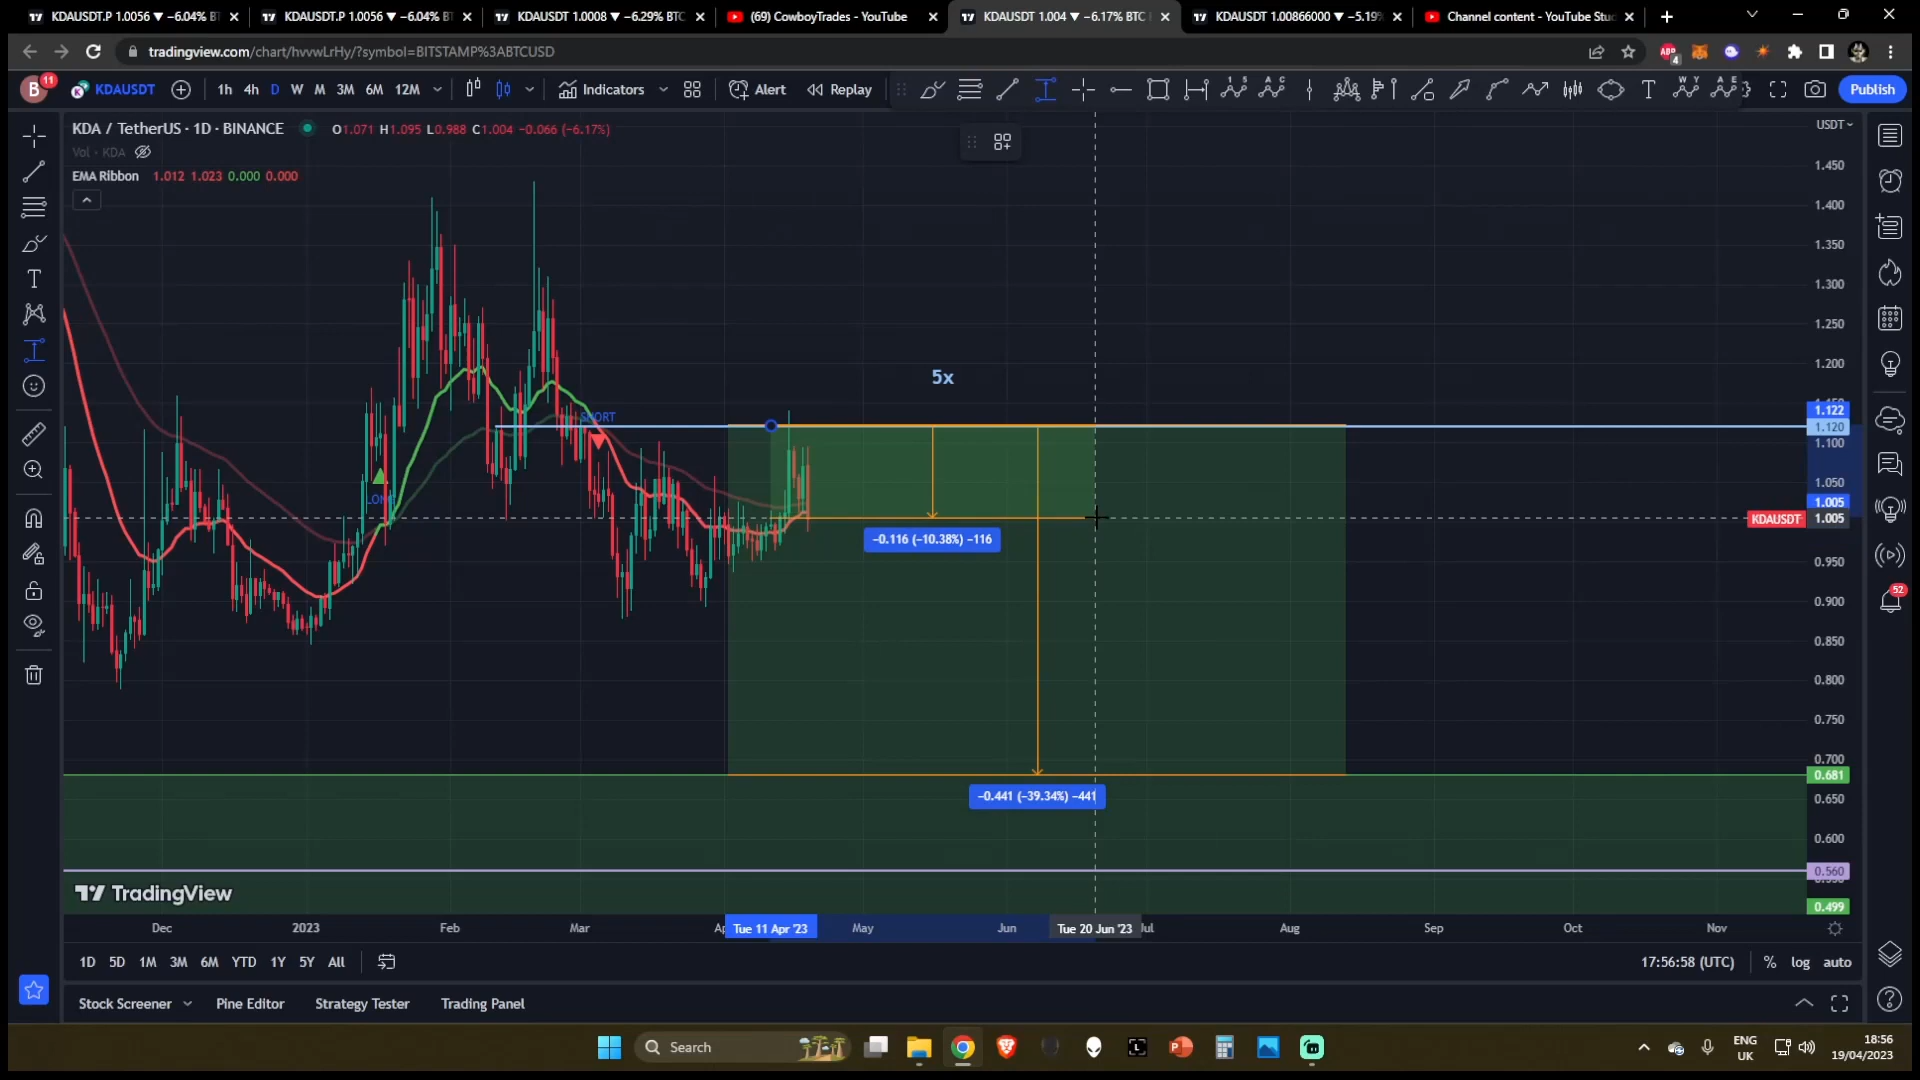 KDAUSDT.P 1.0056 ▼ −6.04% BT
KDAUSDT.P 1.0056 ▼ −6.04% BT
KDAUSDT 1.0008 ▼ −6.29% BTC
(69) CowboyTrades - YouTube
KDAUSDT 1.004 ▼ −6.17% BTC
KDAUSDT 1.00866000 ▼ −5.19%
Channel content - YouTube Stu
tradingview.com/chart/hvvwLrHy/?symbol=BITSTAMP%3ABTCUSD
ABP
4
B
11
KDAUSDT
1h 4h D W M 3M 6M 12M
Indicators
Alert
Replay
Publish
KDA / TetherUS · 1D · BINANCE
O1.071 H1.095 L0.988 C1.004 −0.066 (−6.17%)
USDT
Vol · KDA
EMA Ribbon 1.012 1.023 0.000 0.000
1.450
1.400
1.350
1.300
1.250
1.200
5x
1.122
SHORT
1.120
1.100
1.050
LONG
1.005
KDAUSDT 1.005
−0.116 (−10.38%) −116
0.950
0.900
0.850
0.800
0.750
0.700
0.681
−0.441 (−39.34%) −441
0.650
0.600
0.560
0.499
52
TradingView
Dec 2023 Feb Mar Ap Tue 11 Apr '23 May Jun Tue 20 Jun '23 Jul Aug Sep Oct Nov
1D 5D 1M 3M 6M YTD 1Y 5Y All
17:56:58 (UTC) % log auto
Stock Screener Pine Editor Strategy Tester Trading Panel
Search
ENG
UK
18:56
19/04/2023